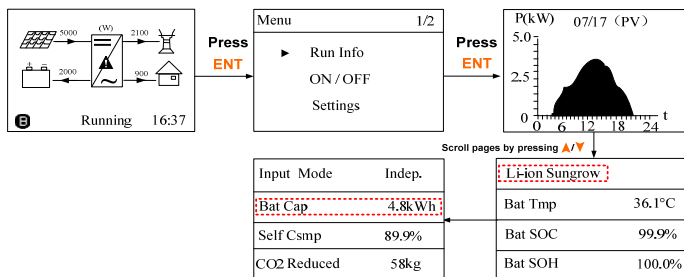 (W)
5000
2100
2000
900
B
Running 16:37
Press
ENT
Menu 1/2
Run Info
ON / OFF
Settings
Press
ENT
P(kW) 07/17 (PV)
5.0
2.5
0
t
0 6 12 18 24
Scroll pages by pressing /
Li-ion Sungrow
Bat Tmp 36.1°C
Bat SOC 99.9%
Bat SOH 100.0%
Input Mode Indep.
Bat Cap 4.8kWh
Self Csmp 89.9%
CO2 Reduced 58kg